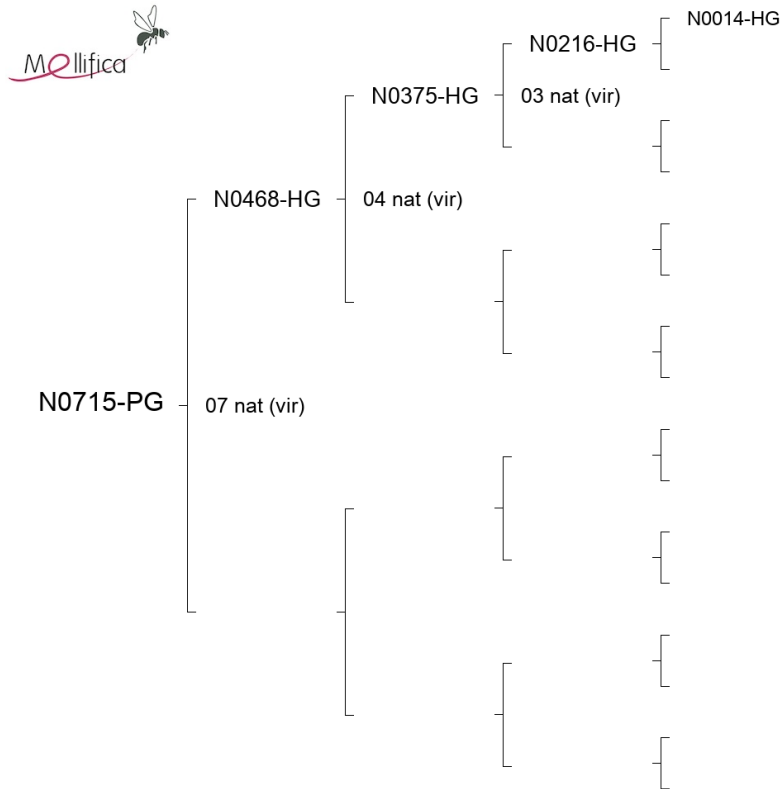 Mellifica
N0014-HG
N0216-HG
N0375-HG
03 nat (vir)
N0468-HG
04 nat (vir)
N0715-PG
07 nat (vir)